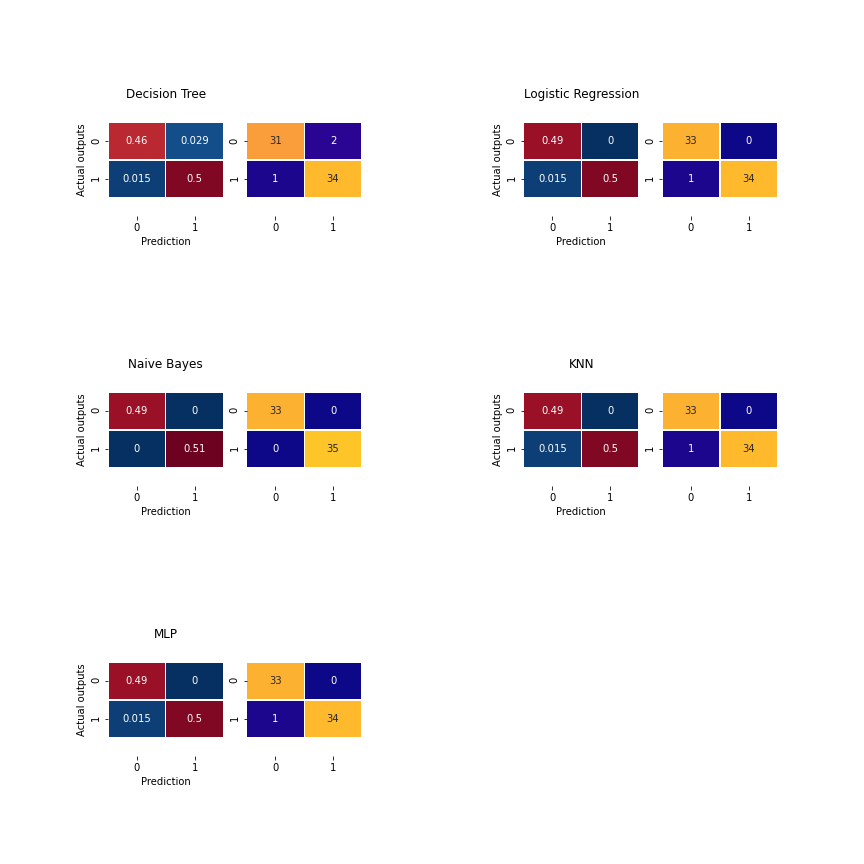 Decision Tree
Actual outputs
0 0.46 0.029 0 31 2
1 0.015 0.5 1 1 34
0 1 0 1
Prediction
Logistic Regression
Actual outputs
0 0.49 0 0 33 0
1 0.015 0.5 1 1 34
0 1 0 1
Prediction
Naive Bayes
Actual outputs
0 0.49 0 0 33 0
1 0 0.51 1 0 35
0 1 0 1
Prediction
KNN
Actual outputs
0 0.49 0 0 33 0
1 0.015 0.5 1 1 34
0 1 0 1
Prediction
MLP
Actual outputs
0 0.49 0 0 33 0
1 0.015 0.5 1 1 34
0 1 0 1
Prediction